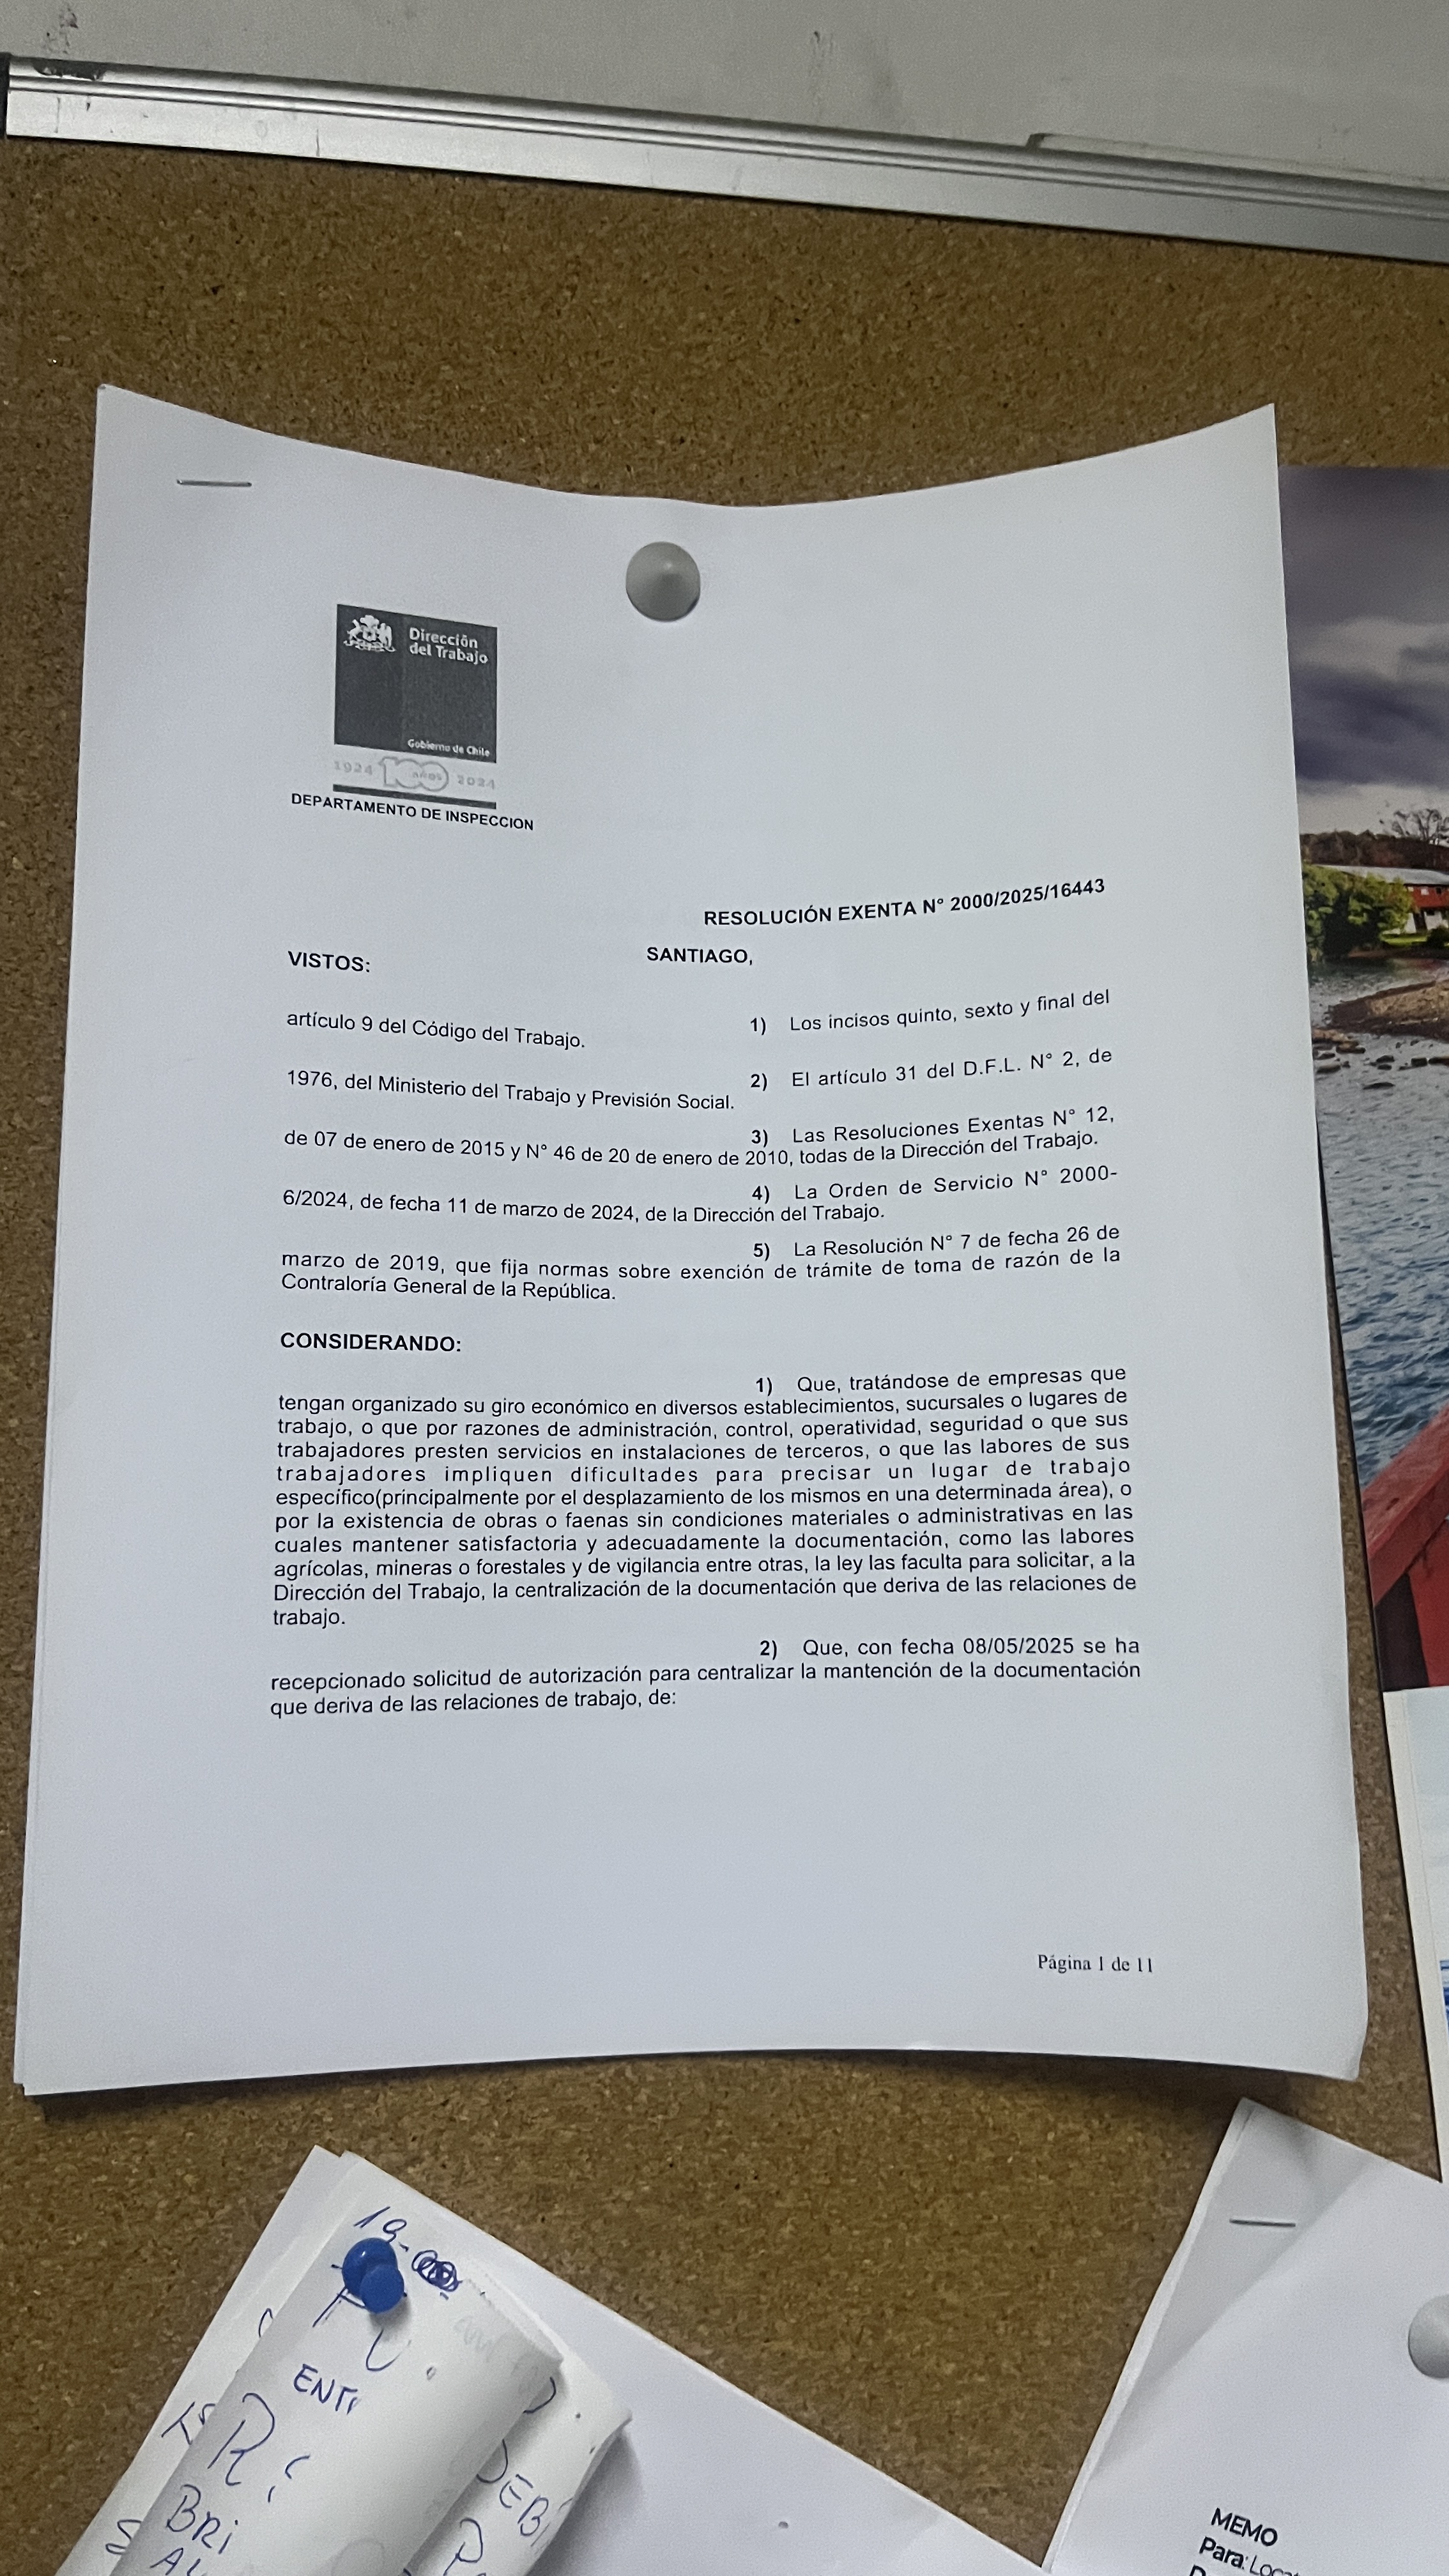 Dirección
del Trabajo
Gobierno de Chile
1924 100 años 2024
DEPARTAMENTO DE INSPECCION
RESOLUCIÓN EXENTA N° 2000/2025/16443
SANTIAGO,
VISTOS:
1) Los incisos quinto, sexto y final del
artículo 9 del Código del Trabajo.
2) El artículo 31 del D.F.L. N° 2, de
1976, del Ministerio del Trabajo y Previsión Social.
3) Las Resoluciones Exentas N° 12,
de 07 de enero de 2015 y N° 46 de 20 de enero de 2010, todas de la Dirección del Trabajo.
4) La Orden de Servicio N° 2000-
6/2024, de fecha 11 de marzo de 2024, de la Dirección del Trabajo.
5) La Resolución N° 7 de fecha 26 de
marzo de 2019, que fija normas sobre exención de trámite de toma de razón de la
Contraloría General de la República.
CONSIDERANDO:
1) Que, tratándose de empresas que
tengan organizado su giro económico en diversos establecimientos, sucursales o lugares de
trabajo, o que por razones de administración, control, operatividad, seguridad o que sus
trabajadores presten servicios en instalaciones de terceros, o que las labores de sus
trabajadores impliquen dificultades para precisar un lugar de trabajo
específico(principalmente por el desplazamiento de los mismos en una determinada área), o
por la existencia de obras o faenas sin condiciones materiales o administrativas en las
cuales mantener satisfactoria y adecuadamente la documentación, como las labores
agrícolas, mineras o forestales y de vigilancia entre otras, la ley las faculta para solicitar, a la
Dirección del Trabajo, la centralización de la documentación que deriva de las relaciones de
trabajo.
2) Que, con fecha 08/05/2025 se ha
recepcionado solicitud de autorización para centralizar la mantención de la documentación
que deriva de las relaciones de trabajo, de:
Página 1 de 11
19-
ENT
BRi
DEB
MEMO
Para: Loca